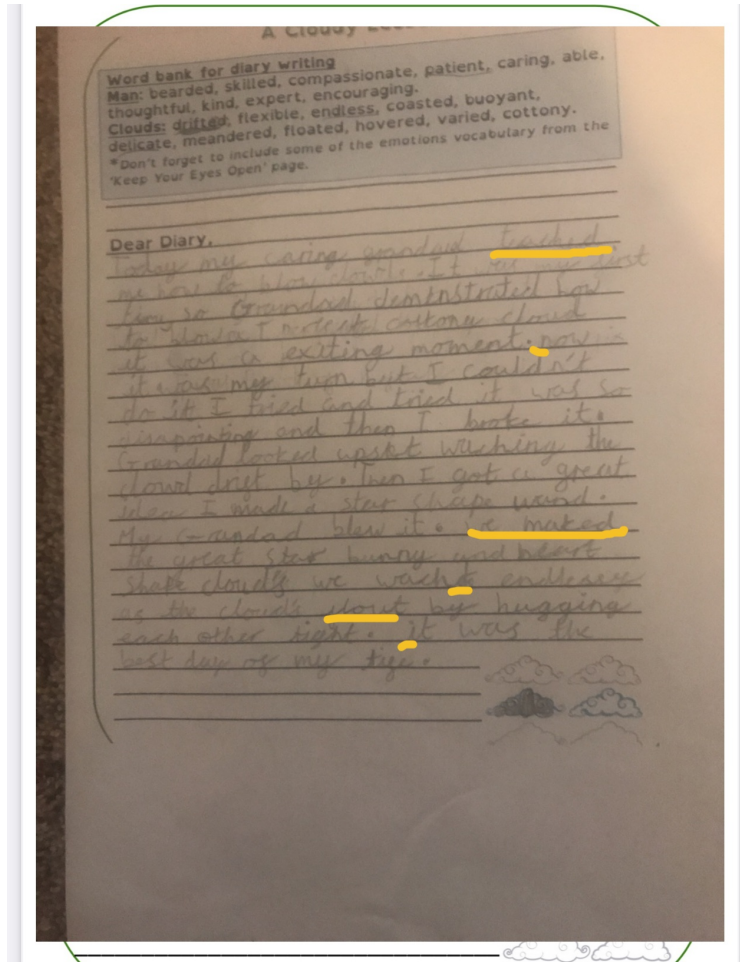 A Cloudy
Word bank for diary writing
Man: bearded, skilled, compassionate, patient, caring, able,
thoughtful, kind, expert, encouraging.
Clouds: drifted, flexible, endless, coasted, buoyant,
delicate, meandered, floated, hovered, varied, cottony.
*Don't forget to include some of the emotions vocabulary from the
'Keep Your Eyes Open' page.
Dear Diary,
Today my caring grandad teached
me how to blow clouds. It was my first
time so Grandad demenstrated how
to blow a cottony cloud
it was a exiting moment. now
it was my turn but I couldn't
do it I tried and tried it was so
disapointing and then I broke it.
Grandad looked upset waching the
cloud drift by. Then I got a great
idea I made a star shape wand.
My Grandad blew it. we maked
the great star bunny and heart
shape cloud's we wacht endlessy
as the cloud's by hugging
each other tight. it was the
best day of my